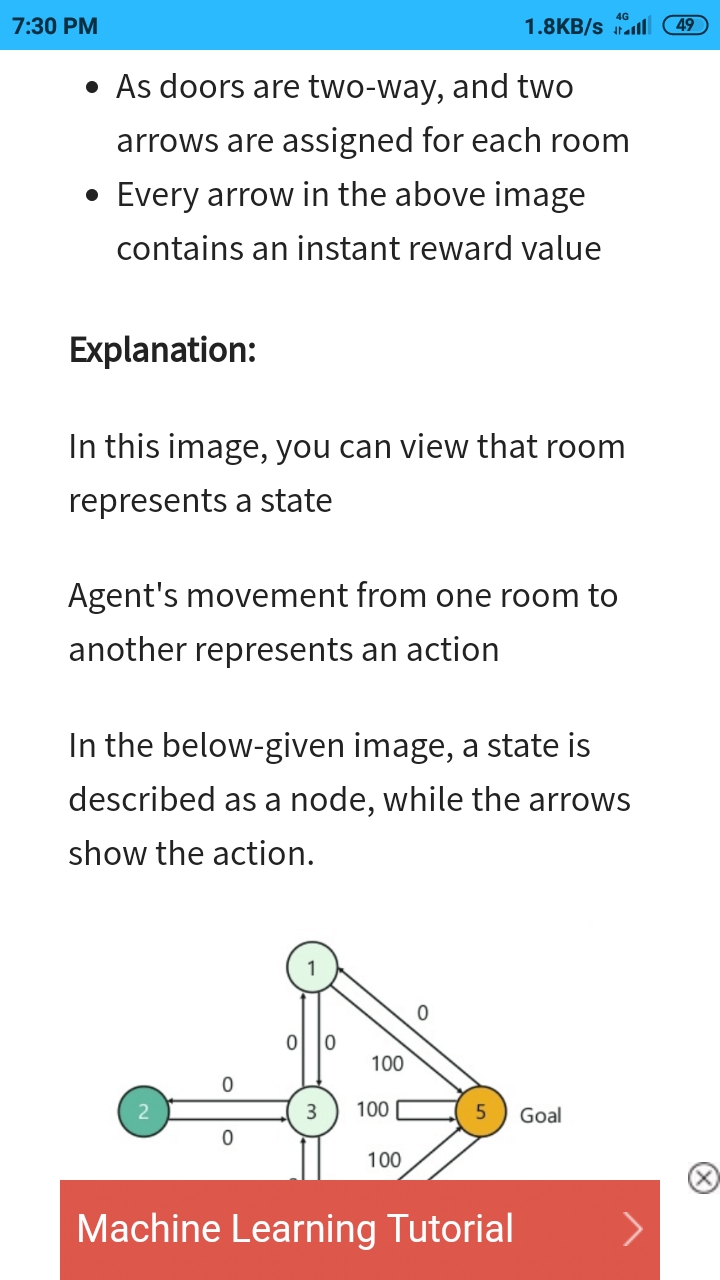 7:30 PM 1.8KB/s 4G 49
• As doors are two-way, and two
arrows are assigned for each room
• Every arrow in the above image
contains an instant reward value
Explanation:
In this image, you can view that room
represents a state
Agent's movement from one room to
another represents an action
In the below-given image, a state is
described as a node, while the arrows
show the action.
1
0
0 0
100
0
2 3 100 5 Goal
0
100
Machine Learning Tutorial